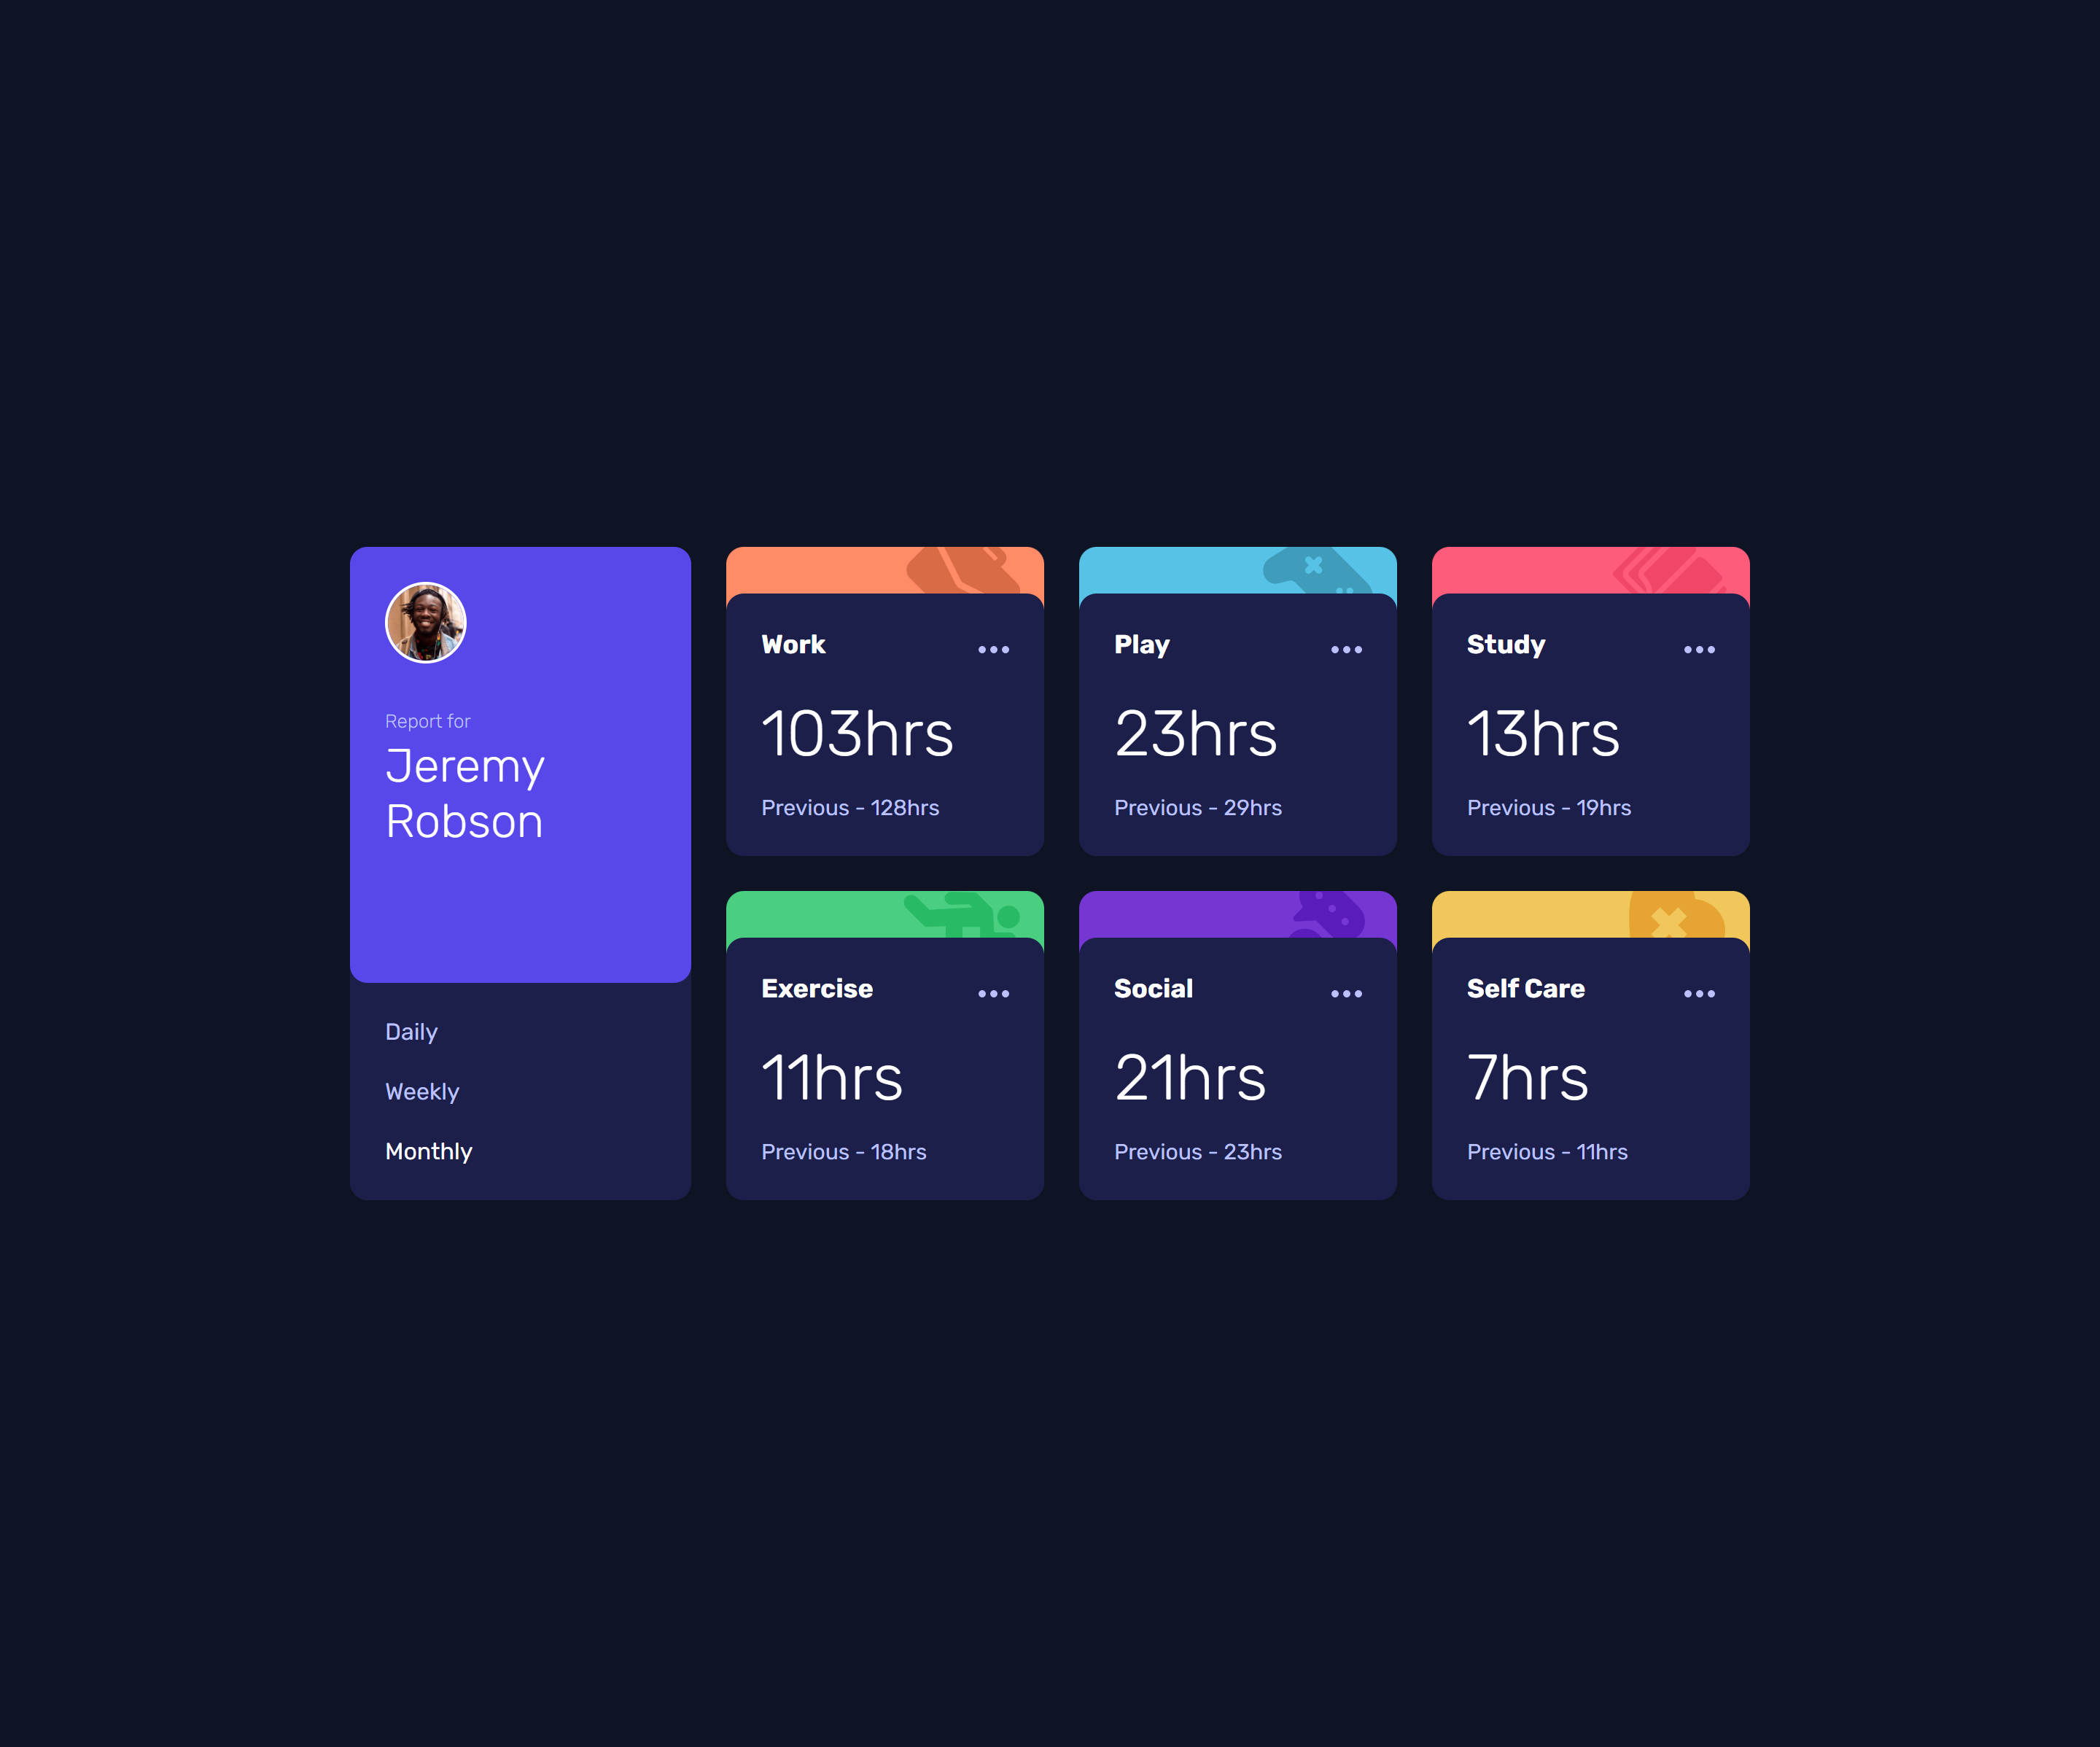 Report for
Jeremy
Robson
Daily
Weekly
Monthly
Work
103hrs
Previous - 128hrs
Play
23hrs
Previous - 29hrs
Study
13hrs
Previous - 19hrs
Exercise
11hrs
Previous - 18hrs
Social
21hrs
Previous - 23hrs
Self Care
7hrs
Previous - 11hrs